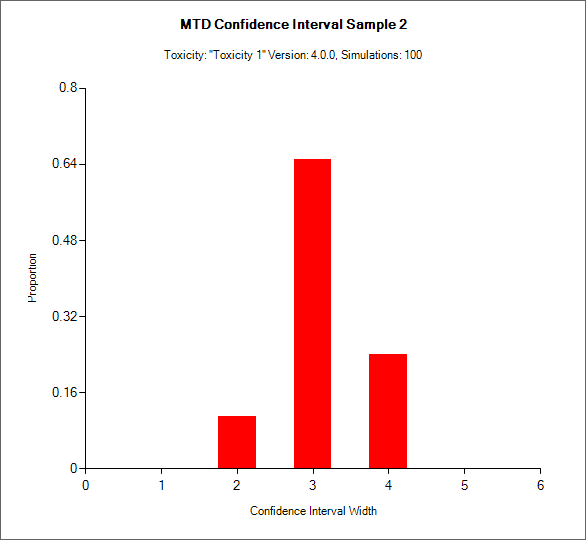 MTD Confidence Interval Sample 2
Toxicity: "Toxicity 1" Version: 4.0.0, Simulations: 100
0.8
0.64
0.48
0.32
0.16
0
Proportion
0 1 2 3 4 5 6
Confidence Interval Width